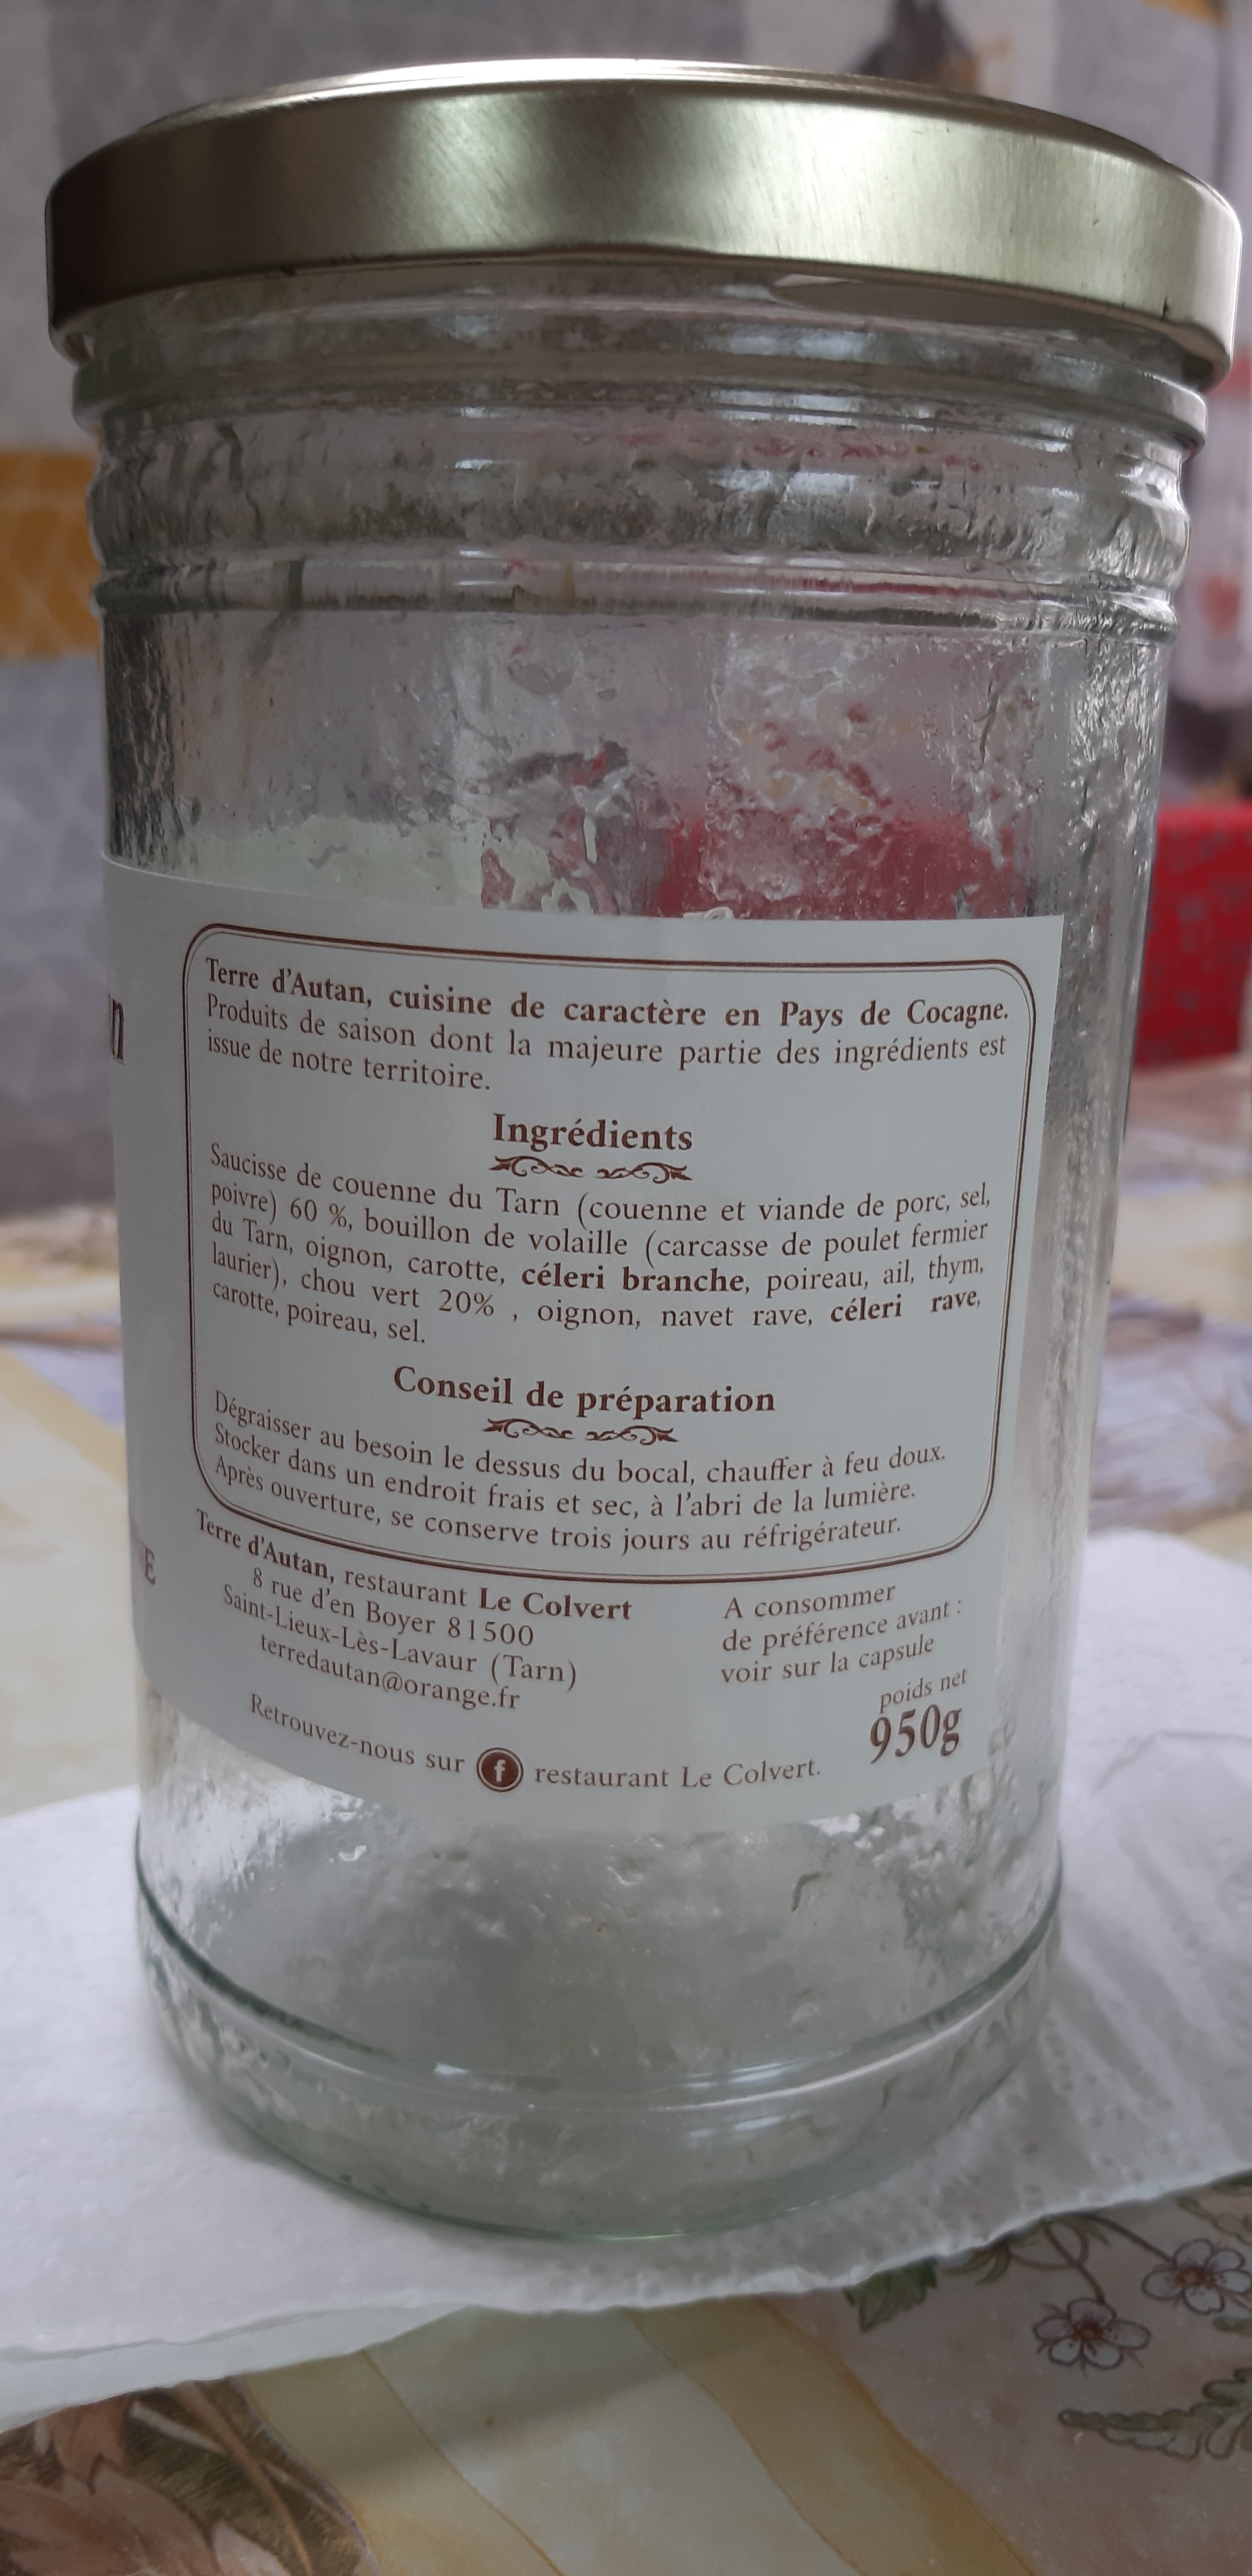 n
Terre d'Autan, cuisine de caractère en Pays de Cocagne.
Produits de saison dont la majeure partie des ingrédients est
issue de notre territoire.
Ingrédients
Saucisse de couenne du Tarn (couenne et viande de porc, sel,
poivre) 60 %, bouillon de volaille (carcasse de poulet fermier
du Tarn, oignon, carotte, céleri branche, poireau, ail, thym,
laurier), chou vert 20% , oignon, navet rave, céleri rave,
carotte, poireau, sel.
Conseil de préparation
Dégraisser au besoin le dessus du bocal, chauffer à feu doux.
Stocker dans un endroit frais et sec, à l'abri de la lumière.
Après ouverture, se conserve trois jours au réfrigérateur.
E
Terre d'Autan, restaurant Le Colvert
8 rue d'en Boyer 81500
Saint-Lieux-Lès-Lavaur (Tarn)
terredautan@orange.fr
A consommer
de préférence avant :
voir sur la capsule
poids net
950g
Retrouvez-nous sur f restaurant Le Colvert.